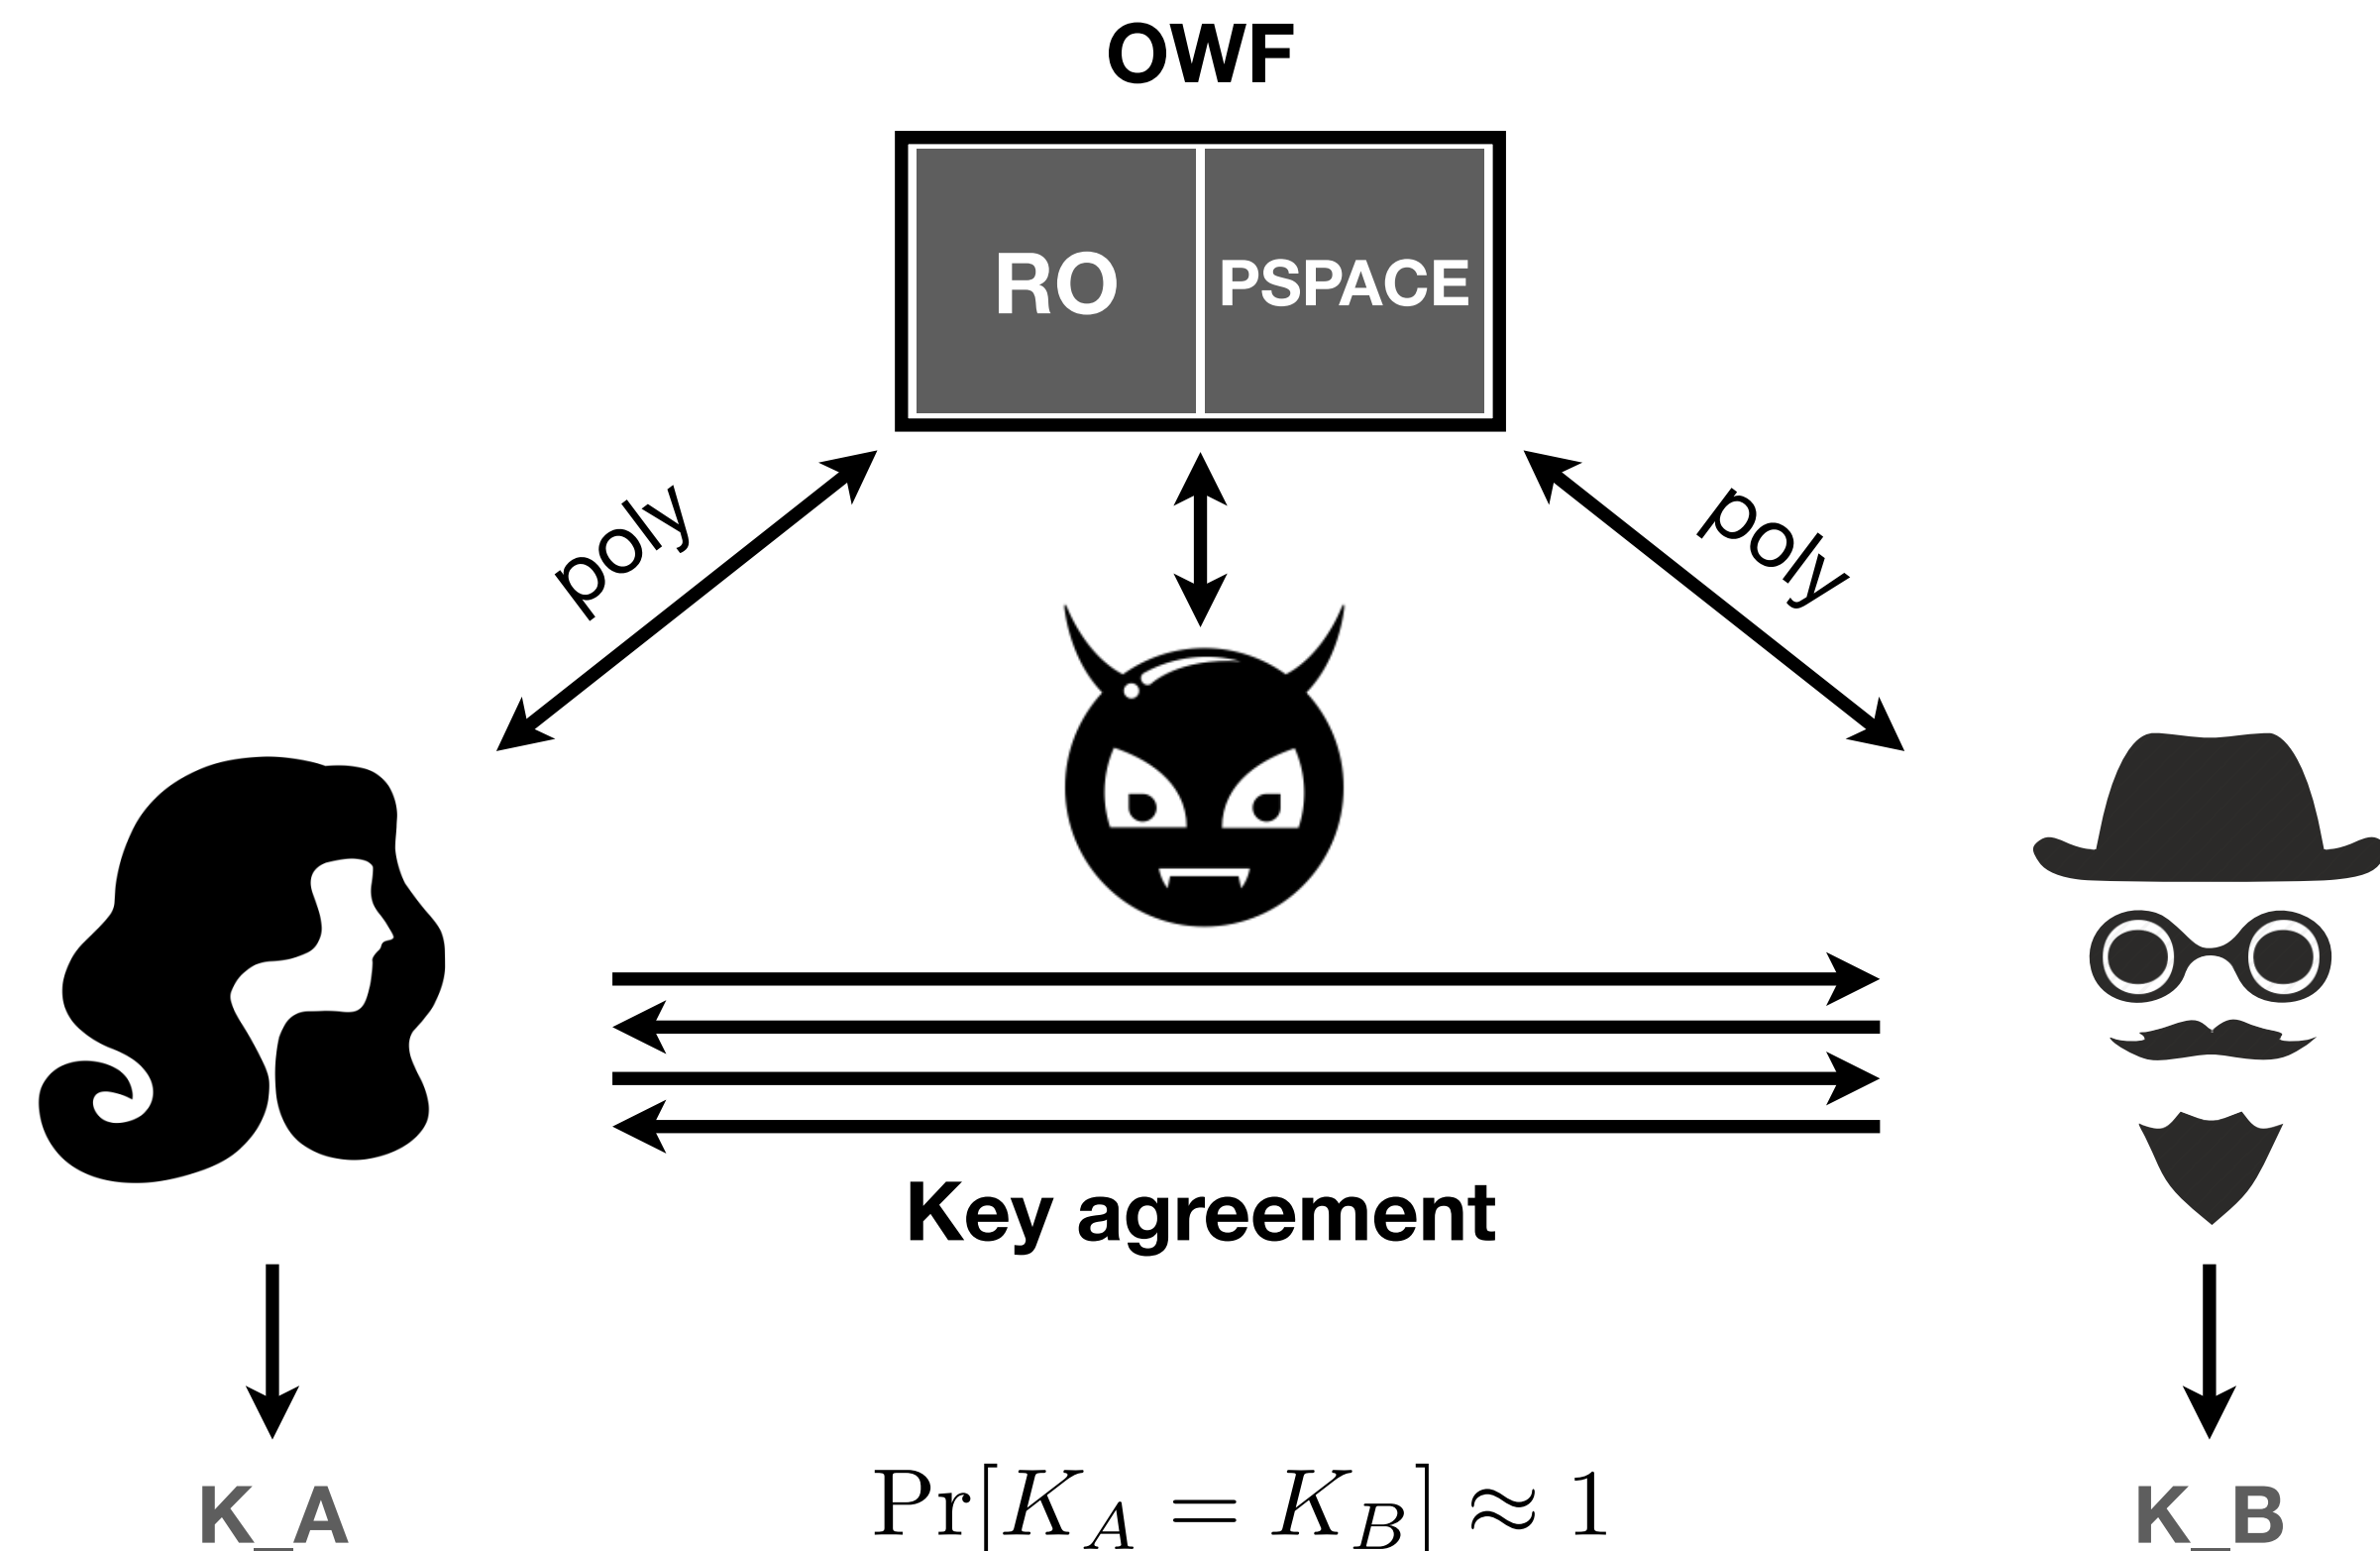 OWF
RO
PSPACE
poly
poly
Key agreement
K_A
Pr[K_A = K_B] ≈ 1
K_B